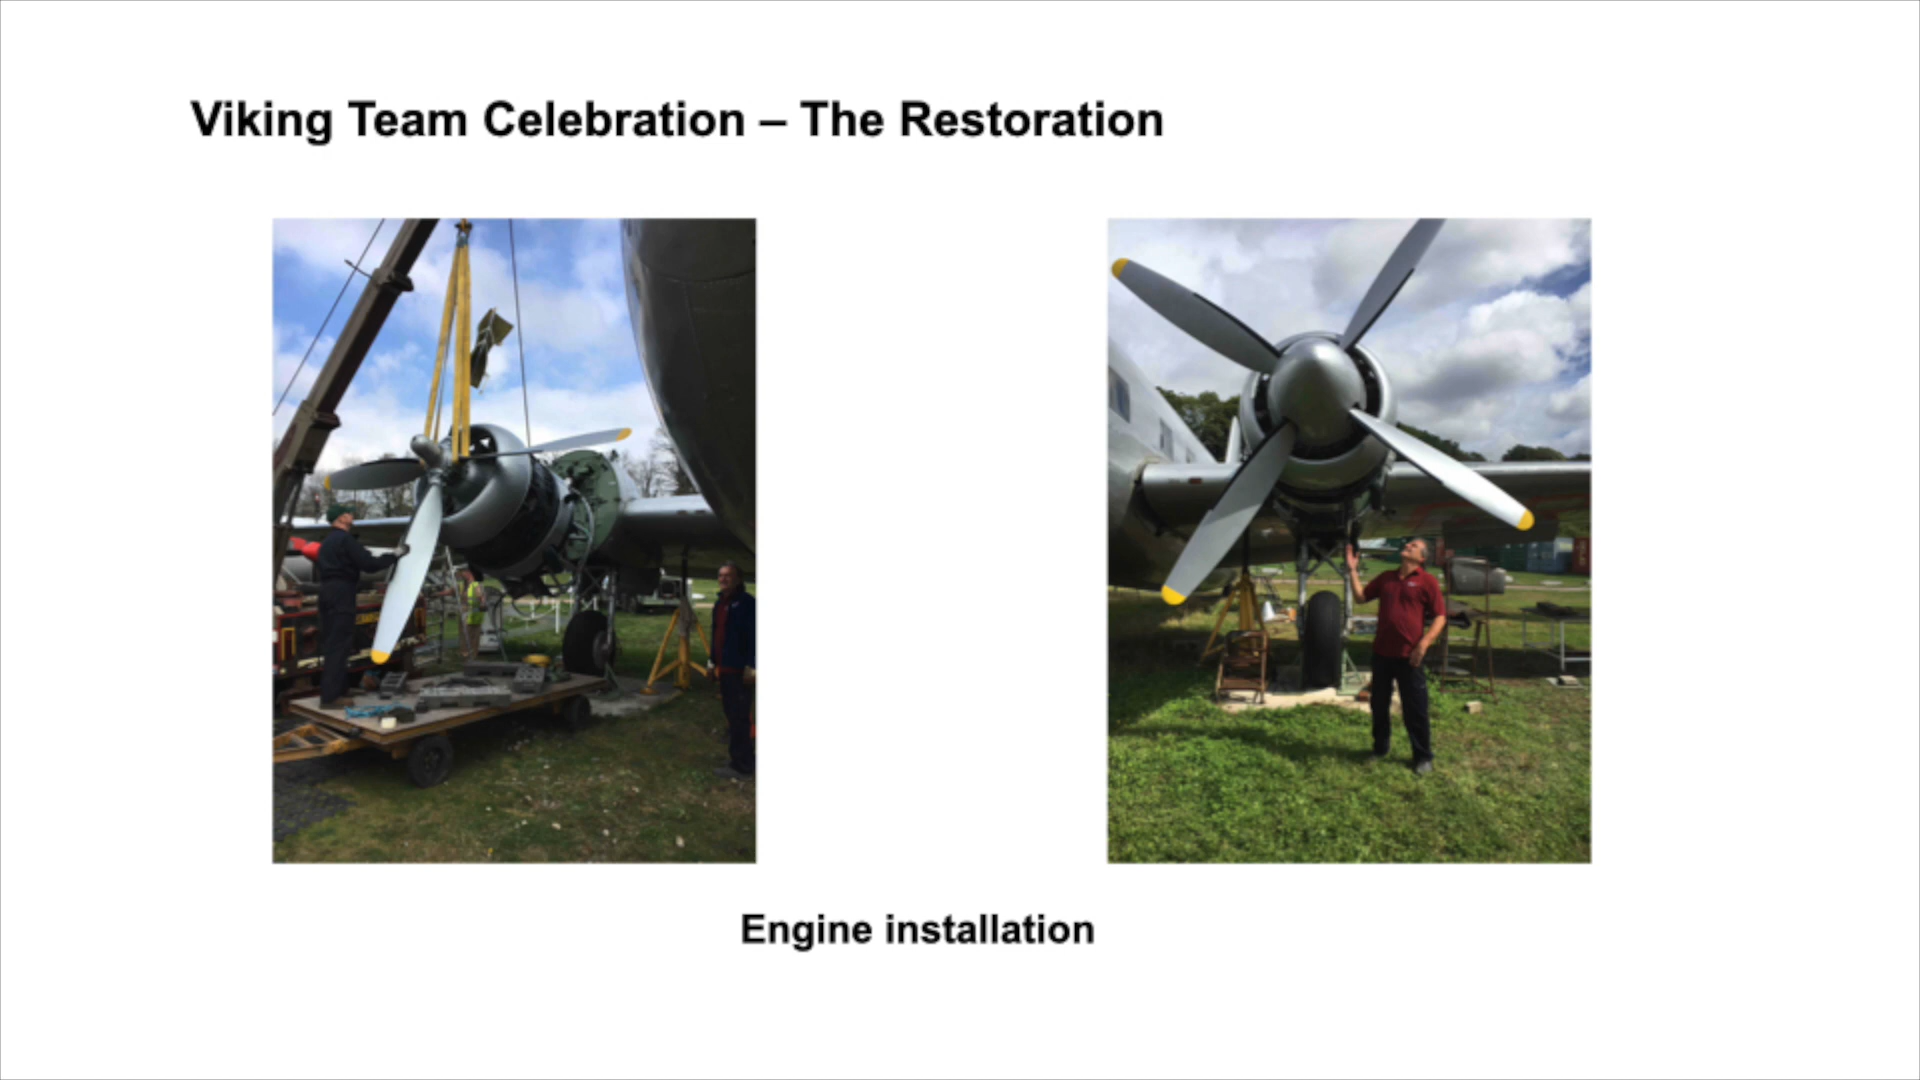 Viking Team Celebration – The Restoration
Engine installation